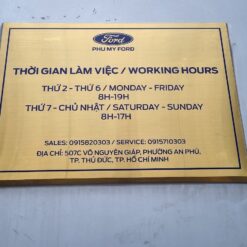 Ford
PHU MY FORD
THỜI GIAN LÀM VIỆC / WORKING HOURS
THỨ 2 - THỨ 6 / MONDAY - FRIDAY
8H-19H
THỨ 7 - CHỦ NHẬT / SATURDAY - SUNDAY
8H-17H
SALES: 0915820303 / SERVICE: 0915710303
ĐỊA CHỈ: 507C VÕ NGUYÊN GIÁP, PHƯỜNG AN PHÚ,
TP. THỦ ĐỨC, TP. HỒ CHÍ MINH